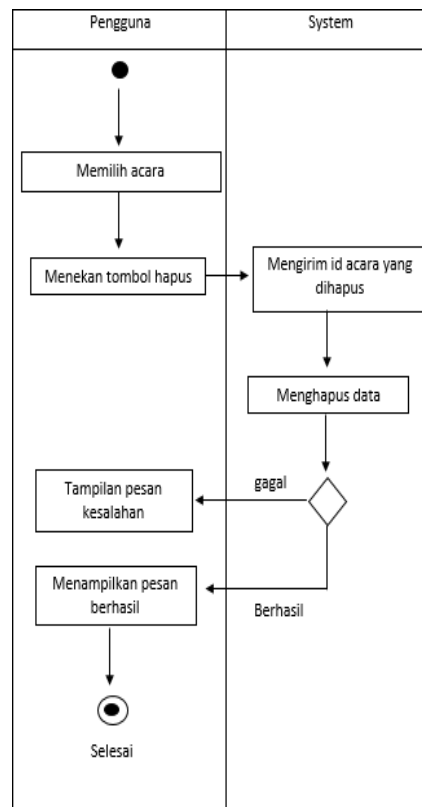 Pengguna
System
Memilih acara
Menekan tombol hapus
Mengirim id acara yang
dihapus
Menghapus data
gagal
Tampilan pesan
kesalahan
Menampilkan pesan
berhasil
Berhasil
Selesai